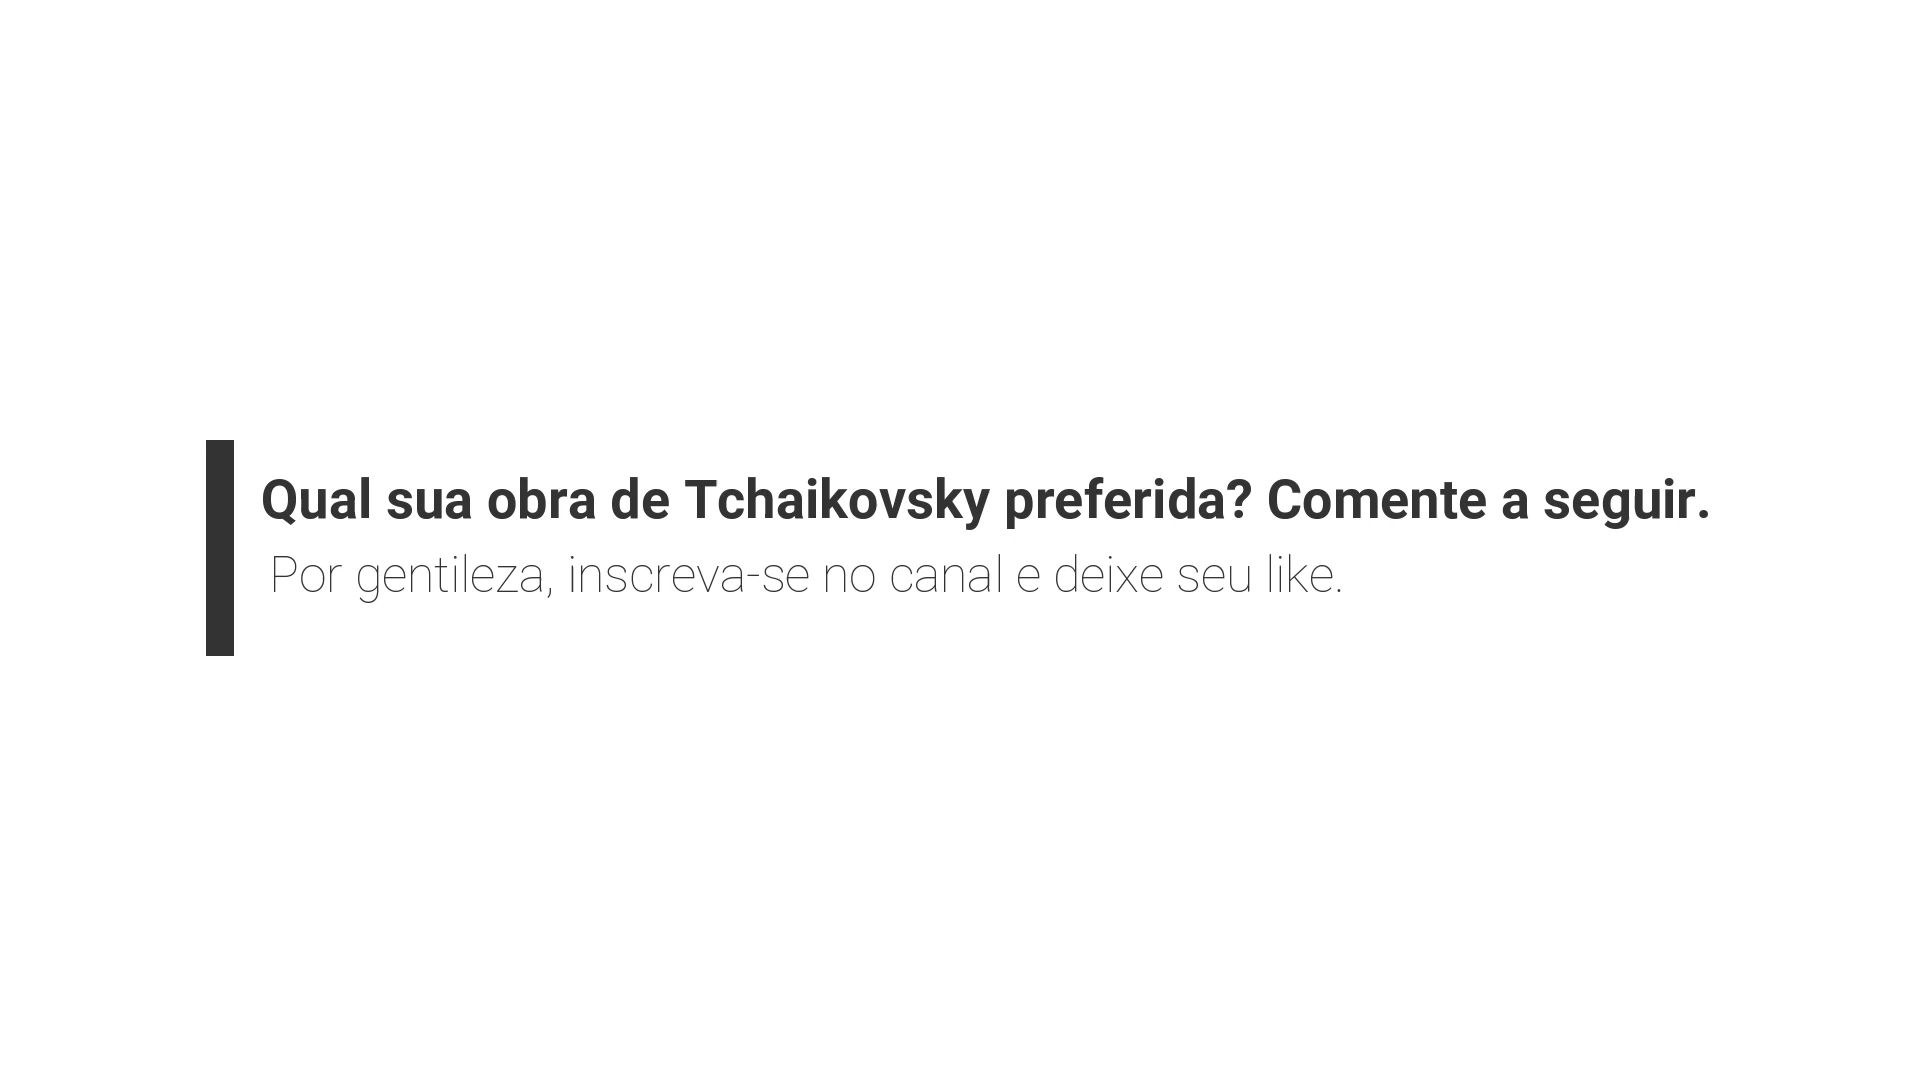 Qual sua obra de Tchaikovsky preferida? Comente a seguir.
Por gentileza, inscreva-se no canal e deixe seu like.